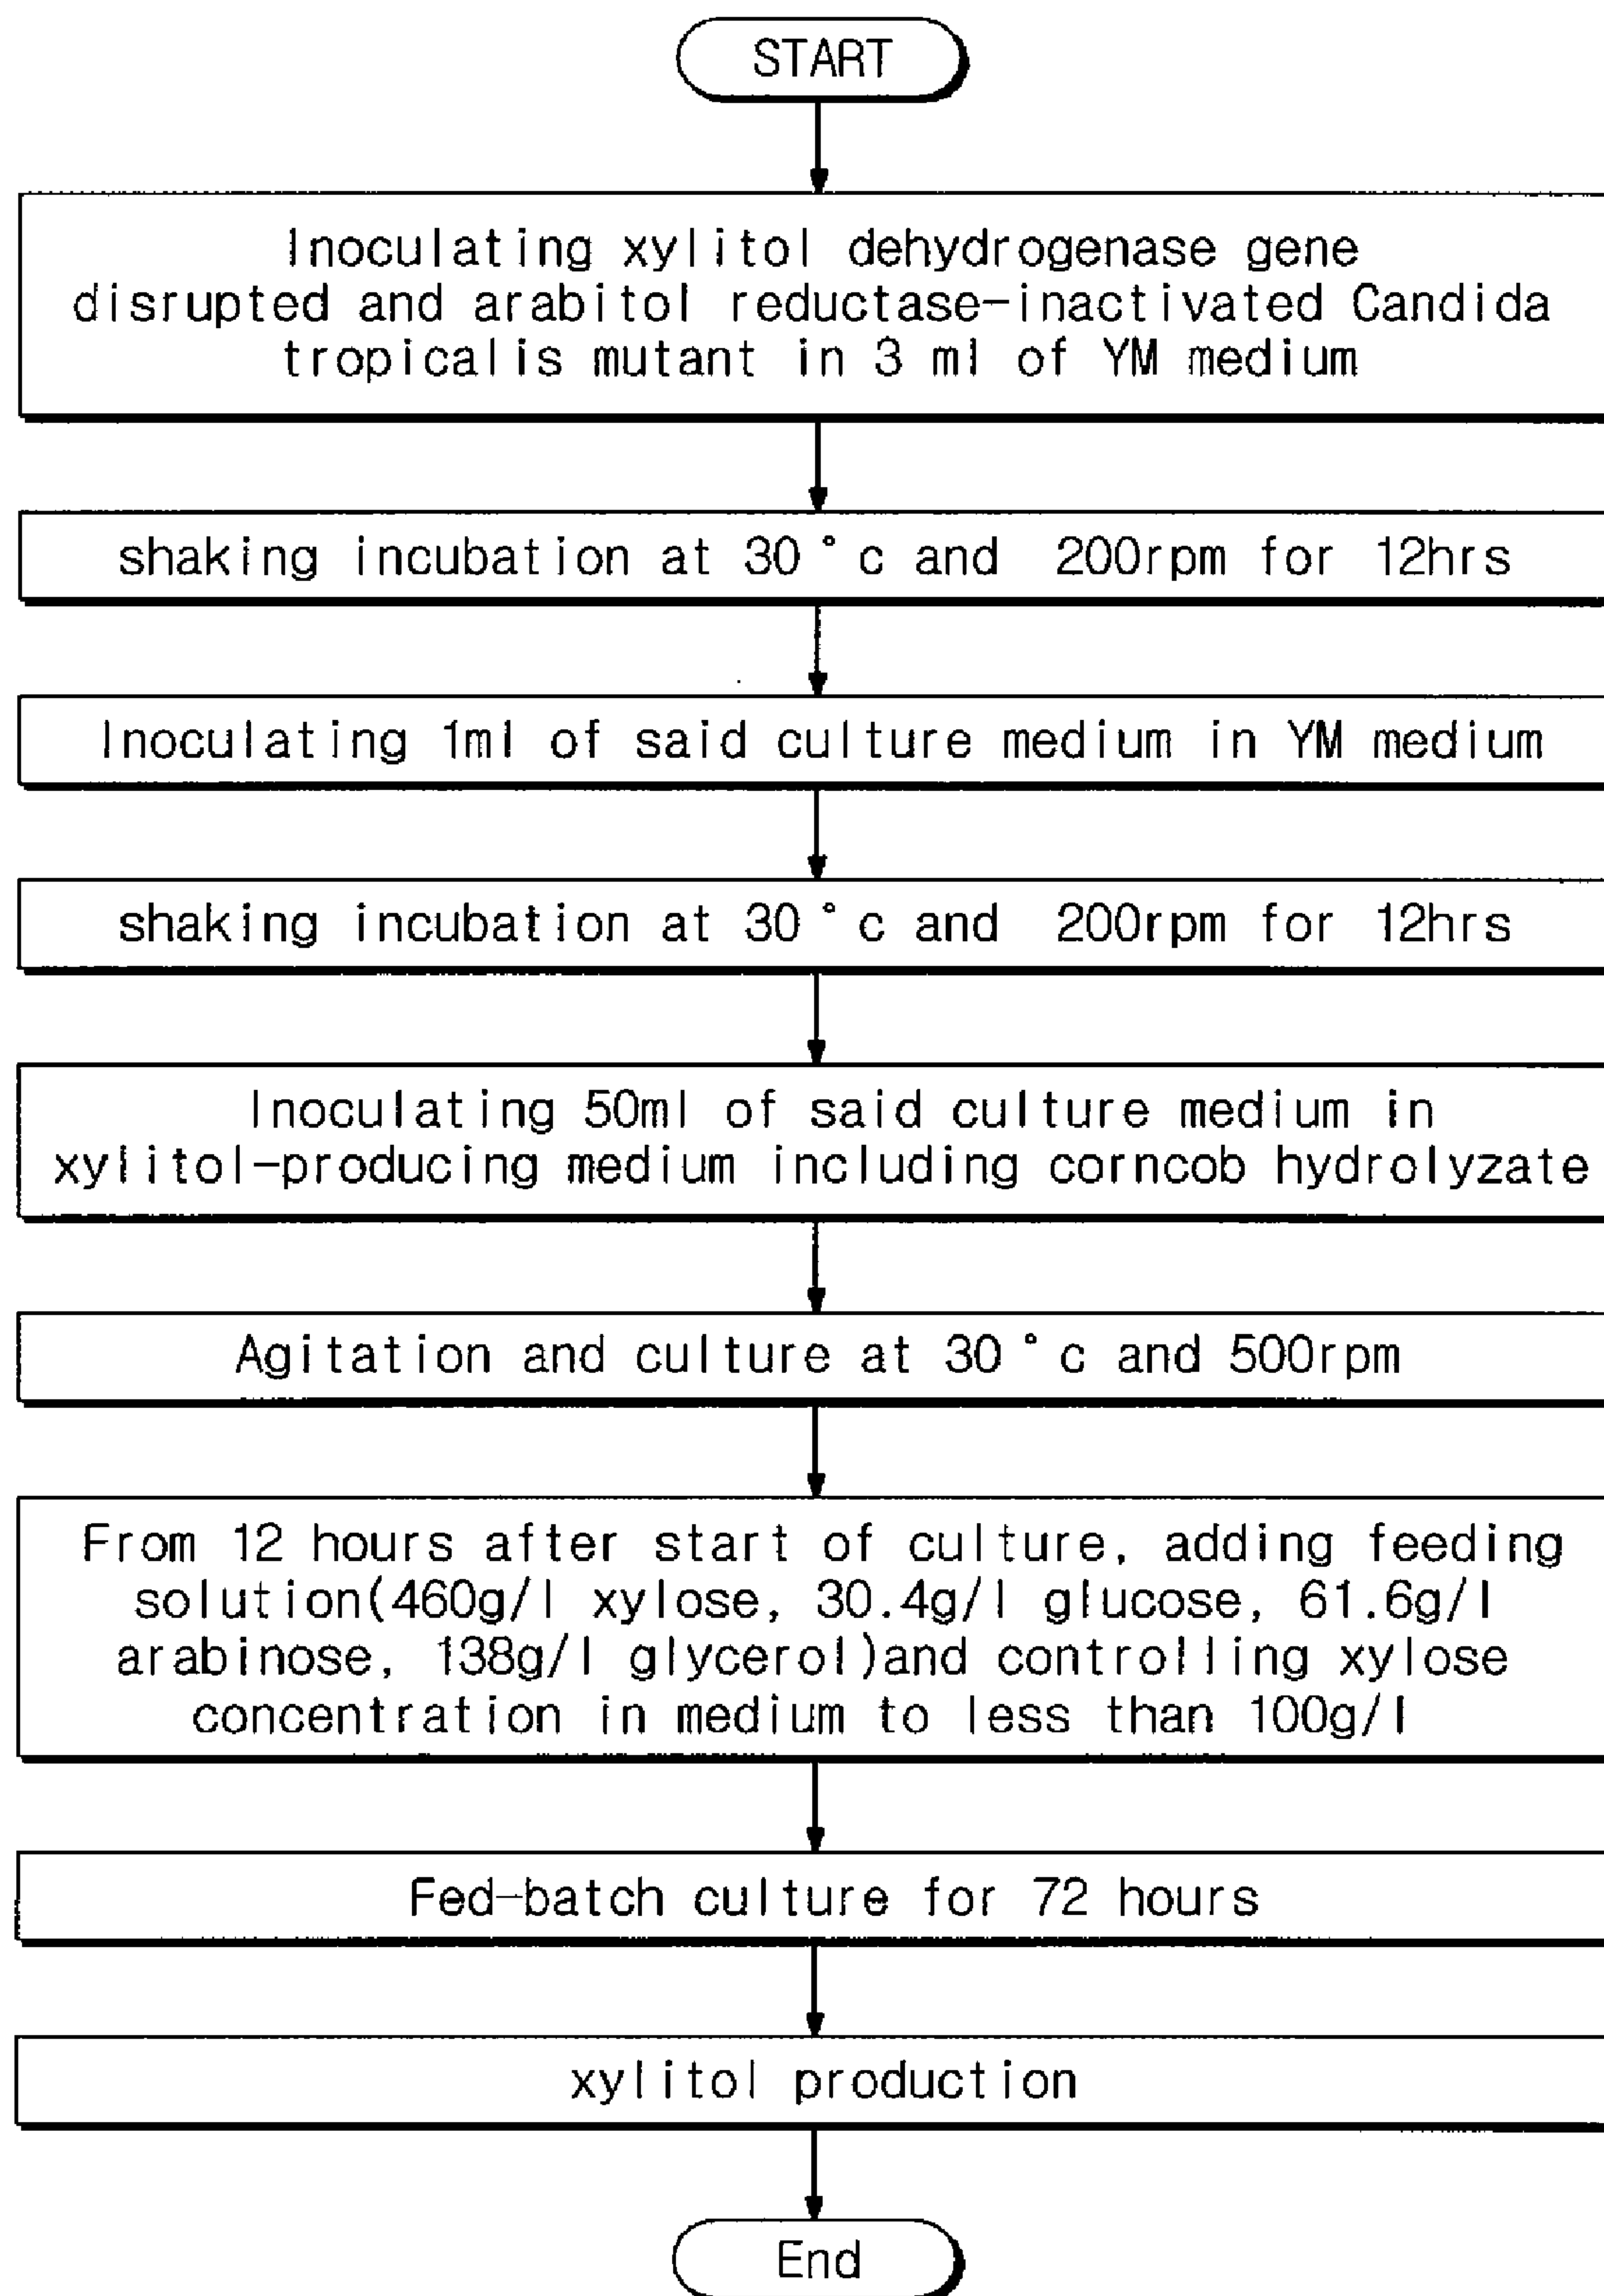 START
Inoculating xylitol dehydrogenase gene
disrupted and arabitol reductase-inactivated Candida
tropicalis mutant in 3 ml of YM medium
shaking incubation at 30°c and 200rpm for 12hrs
Inoculating 1ml of said culture medium in YM medium
shaking incubation at 30°c and 200rpm for 12hrs
Inoculating 50ml of said culture medium in
xylitol-producing medium including corncob hydrolyzate
Agitation and culture at 30°c and 500rpm
From 12 hours after start of culture, adding feeding
solution(460g/l xylose, 30.4g/l glucose, 61.6g/l
arabinose, 138g/l glycerol)and controlling xylose
concentration in medium to less than 100g/l
Fed-batch culture for 72 hours
xylitol production
End